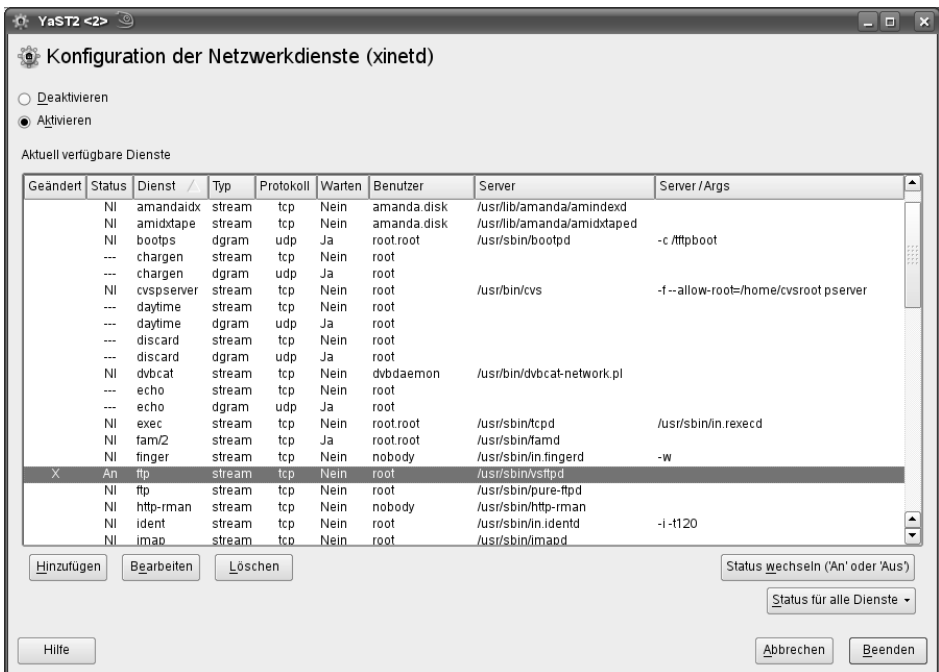 YaST2 <2>
Konfiguration der Netzwerkdienste (xinetd)
Deaktivieren
Aktivieren
Aktuell verfügbare Dienste
Geändert Status Dienst Typ Protokoll Warten Benutzer Server Server / Args
NI amandaidx stream tcp Nein amanda.disk /usr/lib/amanda/amindexd
NI amidxtape stream tcp Nein amanda.disk /usr/lib/amanda/amidxtaped
NI bootps dgram udp Ja root.root /usr/sbin/bootpd -c /tftpboot
--- chargen stream tcp Nein root
--- chargen dgram udp Ja root
NI cvspserver stream tcp Nein root /usr/bin/cvs -f --allow-root=/home/cvsroot pserver
--- daytime stream tcp Nein root
--- daytime dgram udp Ja root
--- discard stream tcp Nein root
--- discard dgram udp Ja root
NI dvbcat stream tcp Nein dvbdaemon /usr/bin/dvbcat-network.pl
--- echo stream tcp Nein root
--- echo dgram udp Ja root
NI exec stream tcp Nein root.root /usr/sbin/tcpd /usr/sbin/in.rexecd
NI fam/2 stream tcp Ja root.root /usr/sbin/famd
NI finger stream tcp Nein nobody /usr/sbin/in.fingerd -w
X An ftp stream tcp Nein root /usr/sbin/vsftpd
NI ftp stream tcp Nein root /usr/sbin/pure-ftpd
NI http-rman stream tcp Nein nobody /usr/sbin/http-rman
NI ident stream tcp Nein root /usr/sbin/in.identd -i -t120
NI imap stream tcp Nein root /usr/sbin/imapd
Hinzufügen Bearbeiten Löschen Status wechseln ('An' oder 'Aus')
Status für alle Dienste
Hilfe Abbrechen Beenden